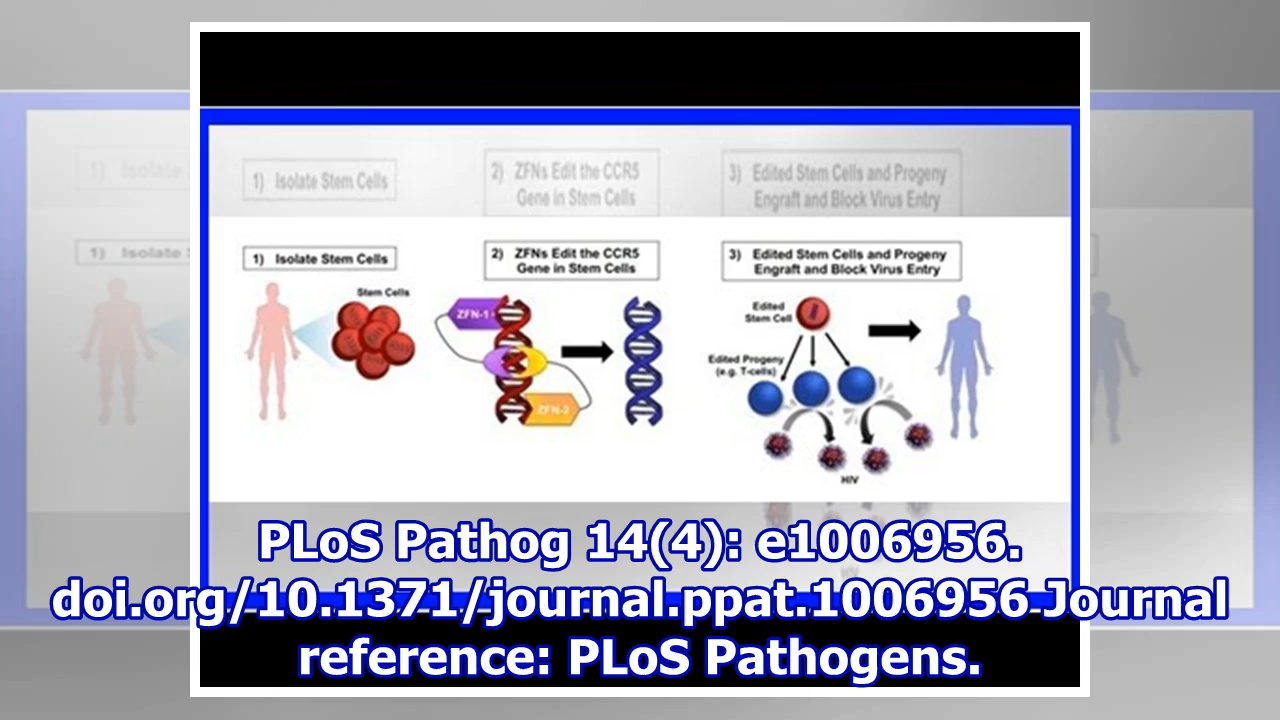 1) Isolate Stem Cells
2) ZFNs Edit the CCR5
Gene in Stem Cells
3) Edited Stem Cells and Progeny
Engraft and Block Virus Entry
1) Isolate S
1) Isolate Stem Cells
2) ZFNs Edit the CCR5
Gene in Stem Cells
3) Edited Stem Cells and Progeny
Engraft and Block Virus Entry
Stem Cells
ZFN-1
ZFN-2
Edited
Stem Cell
Edited Progeny
(e.g. T-cells)
HIV
PLoS Pathog 14(4): e1006956.
doi.org/10.1371/journal.ppat.1006956 Journal
reference: PLoS Pathogens.